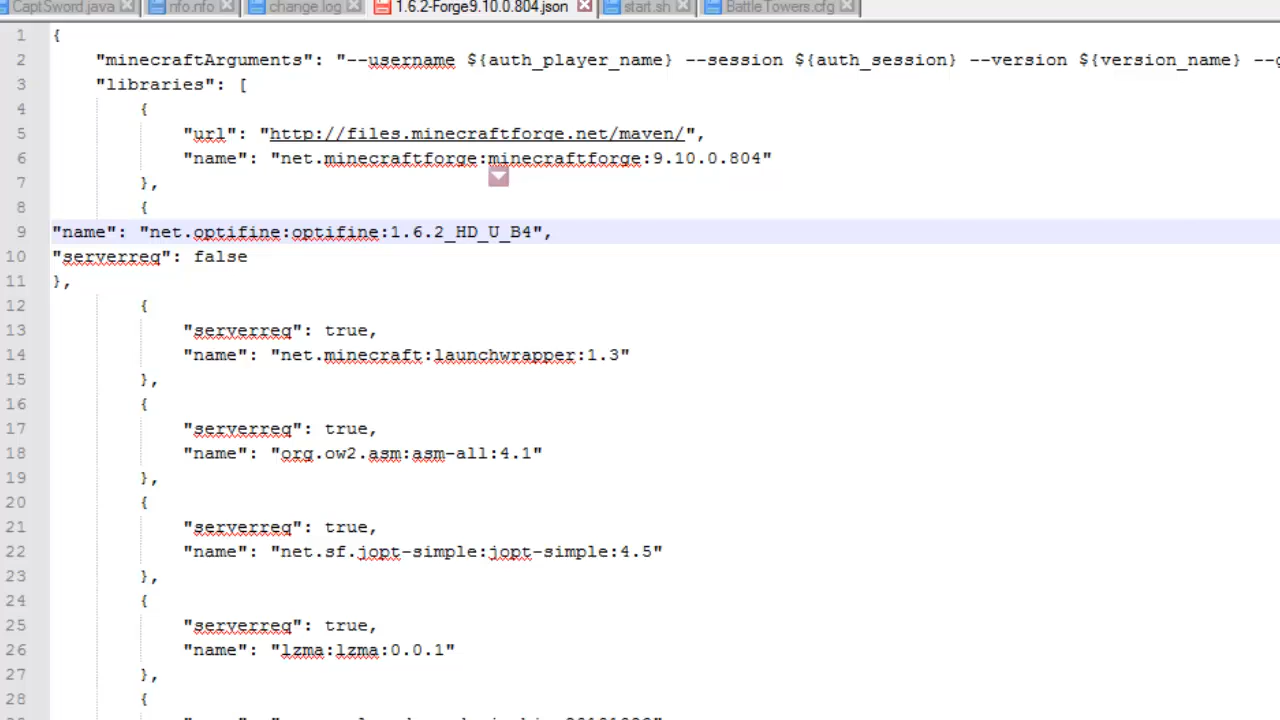 CaptSword.java nfo.nfo change.log 1.6.2-Forge9.10.0.804.json start.sh BattleTowers.cfg
1 {
2 "minecraftArguments": "--username ${auth_player_name} --session ${auth_session} --version ${version_name} --g
3 "libraries": [
4 {
5 "url": "http://files.minecraftforge.net/maven/",
6 "name": "net.minecraftforge:minecraftforge:9.10.0.804"
7 },
8 {
9 "name": "net.optifine:optifine:1.6.2_HD_U_B4",
10 "serverreq": false
11 },
12 {
13 "serverreq": true,
14 "name": "net.minecraft:launchwrapper:1.3"
15 },
16 {
17 "serverreq": true,
18 "name": "org.ow2.asm:asm-all:4.1"
19 },
20 {
21 "serverreq": true,
22 "name": "net.sf.jopt-simple:jopt-simple:4.5"
23 },
24 {
25 "serverreq": true,
26 "name": "lzma:lzma:0.0.1"
27 },
28 {